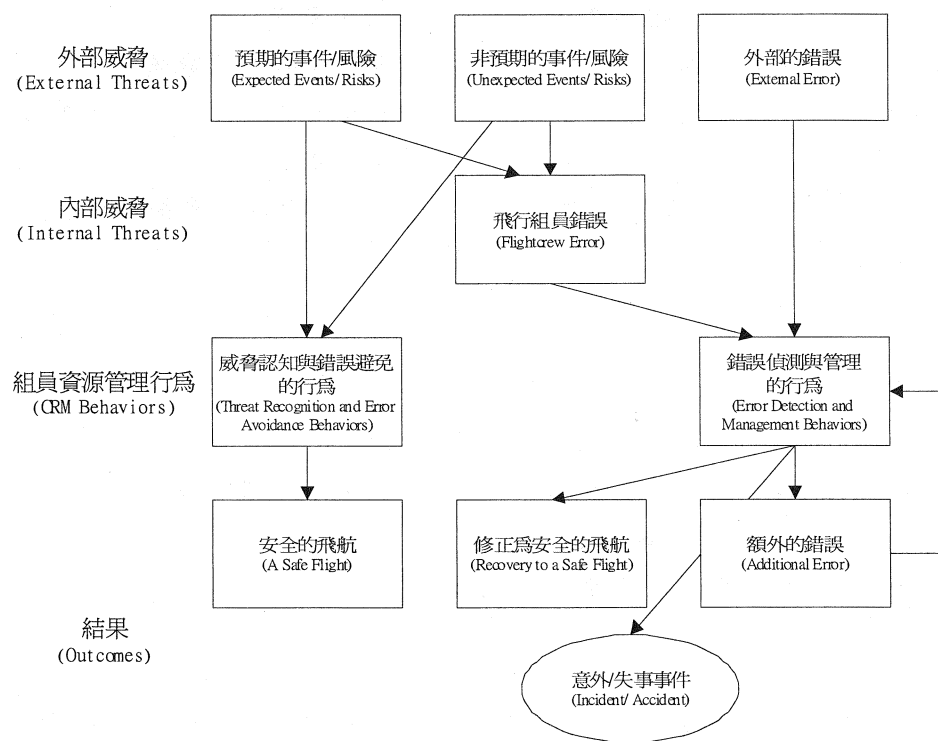 外部威脅
(External Threats)
預期的事件/風險
(Expected Events/ Risks)
非預期的事件/風險
(Unexpected Events/ Risks)
外部的錯誤
(External Error)
內部威脅
(Internal Threats)
飛行組員錯誤
(Flightcrew Error)
組員資源管理行為
(CRM Behaviors)
威脅認知與錯誤避免
的行為
(Threat Recognition and Error
Avoidance Behaviors)
錯誤偵測與管理
的行為
(Error Detection and
Management Behaviors)
安全的飛航
(A Safe Flight)
修正為安全的飛航
(Recovery to a Safe Flight)
額外的錯誤
(Additional Error)
結果
(Outcomes)
意外/失事事件
(Incident/ Accident)